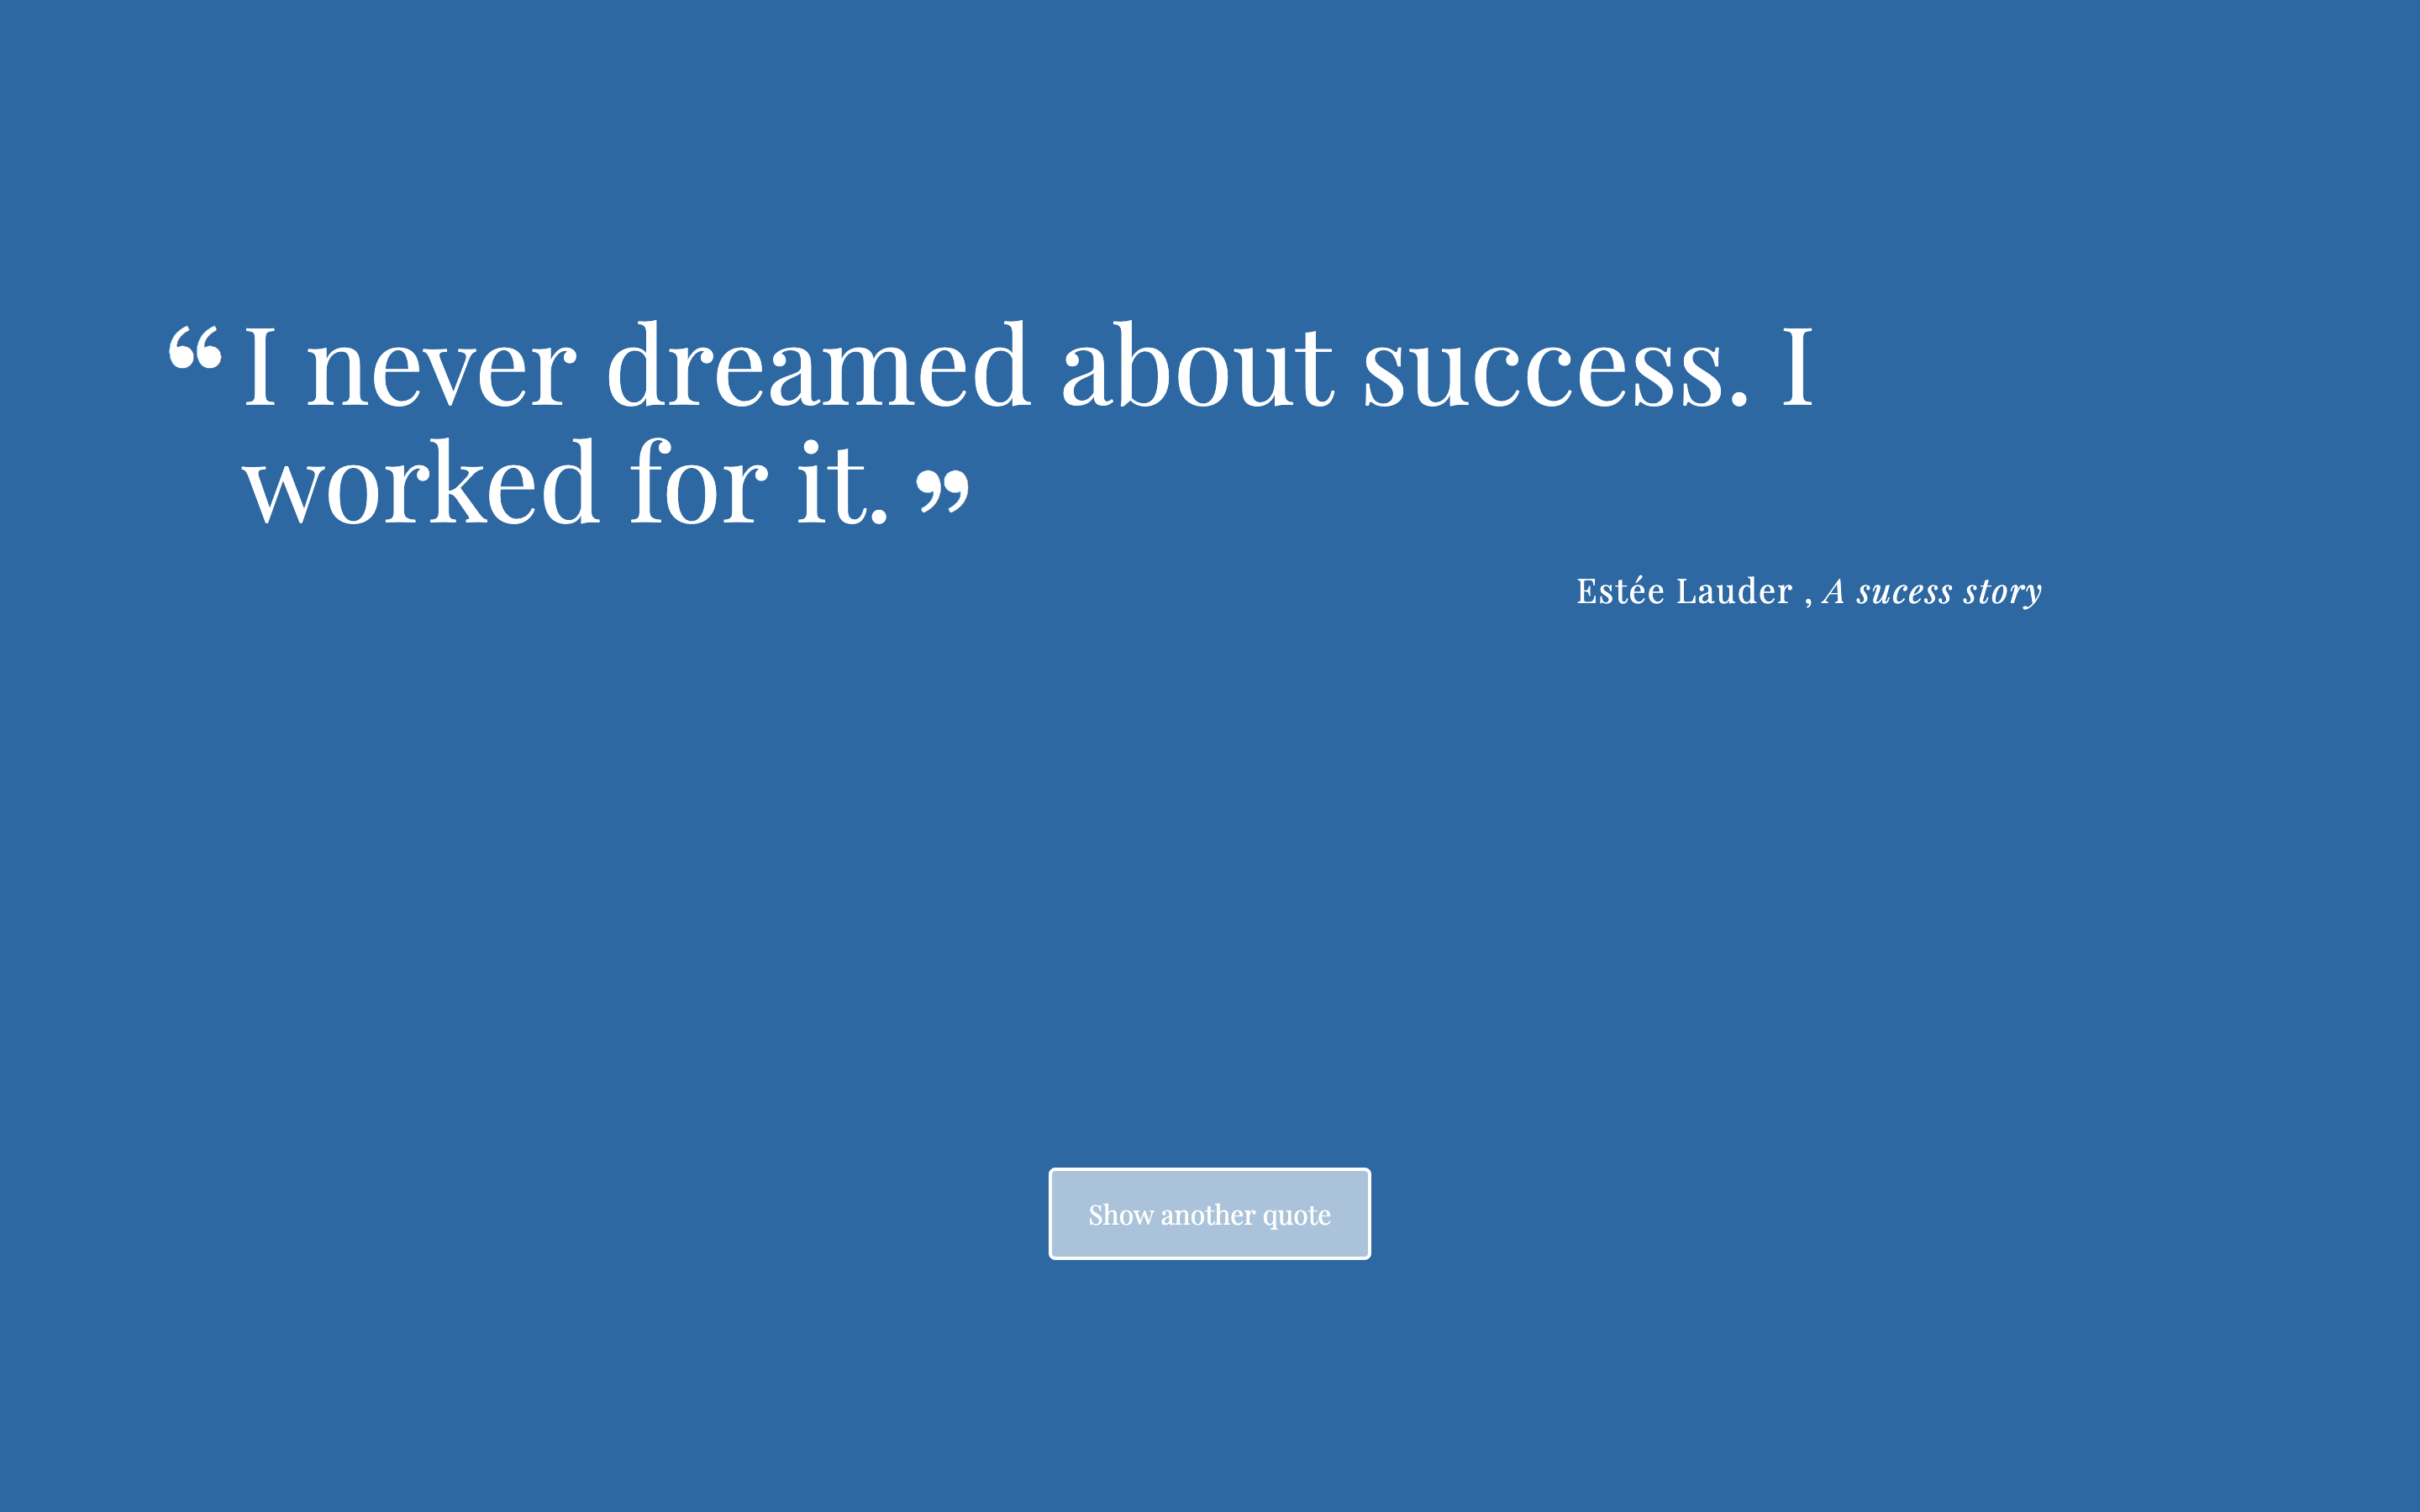 “ I never dreamed about success. I
worked for it. ”
Estée Lauder , A sucess story
Show another quote